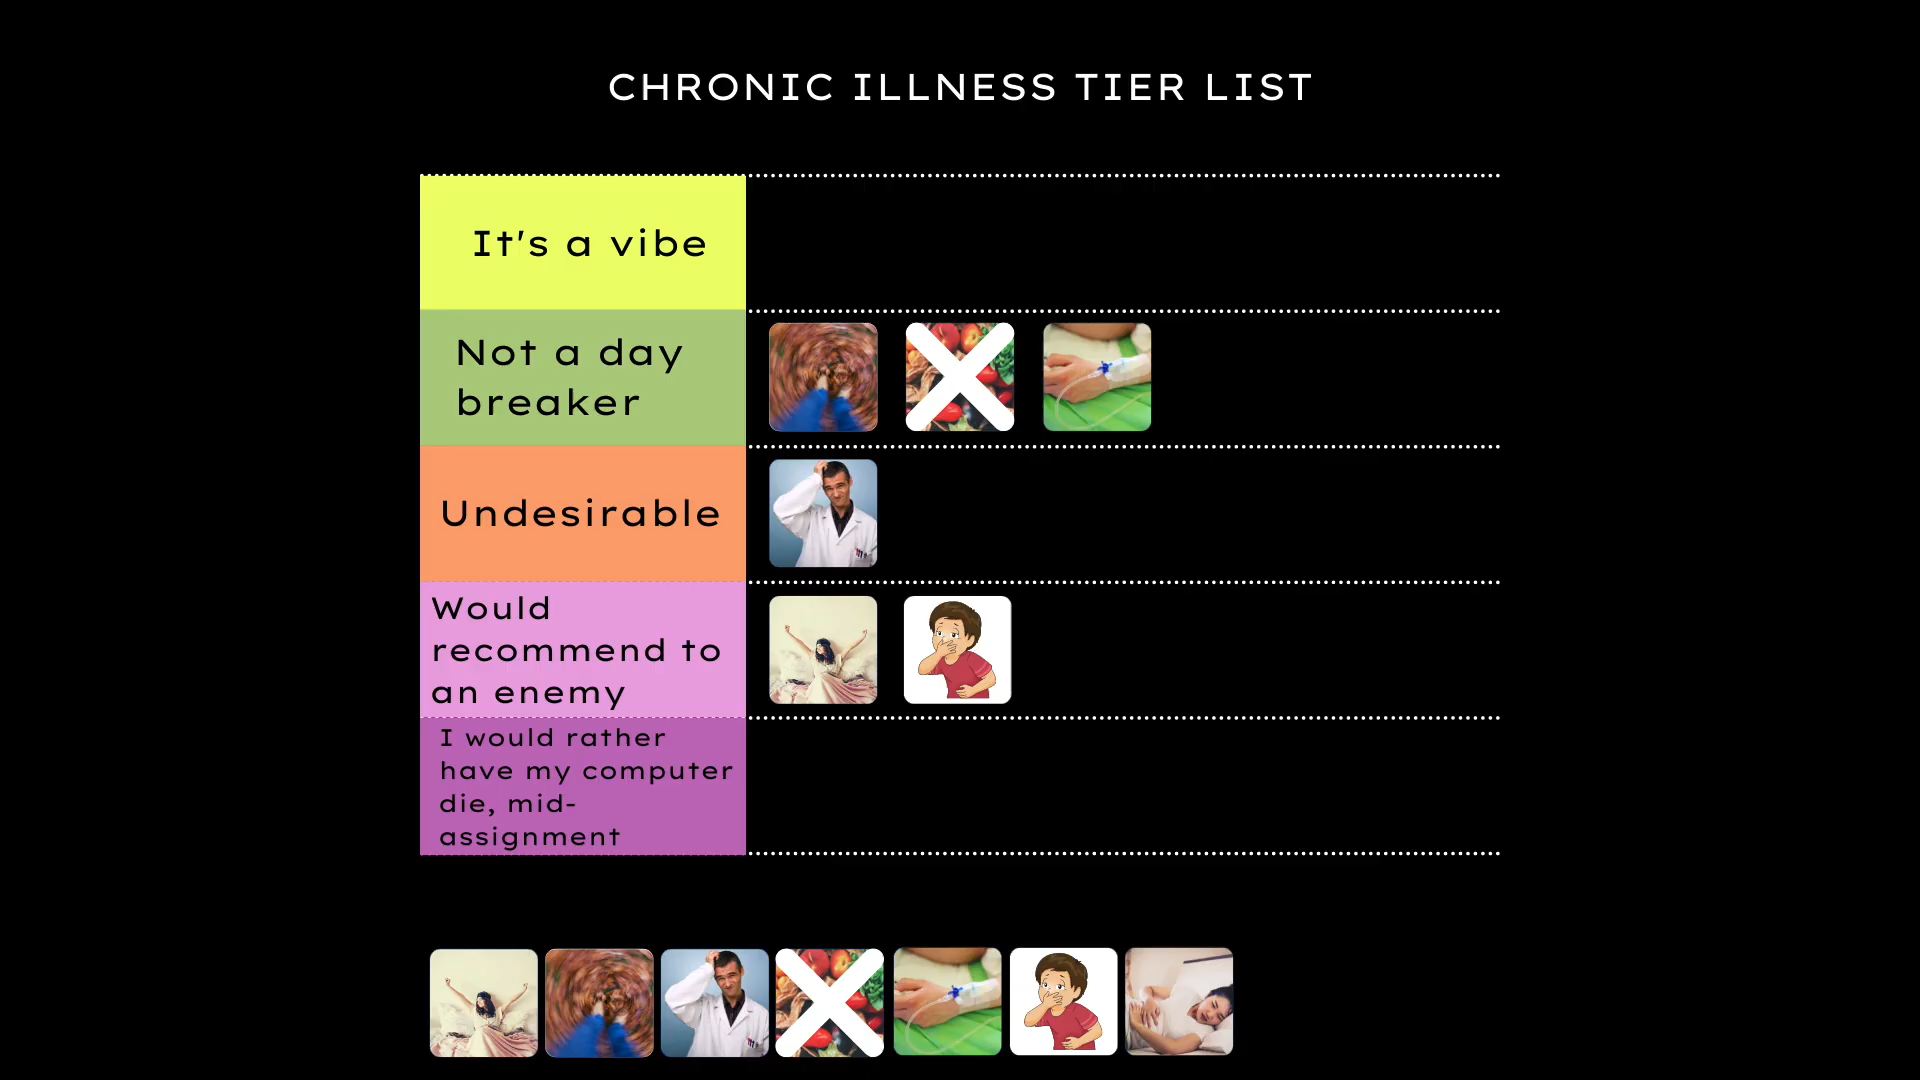 CHRONIC ILLNESS TIER LIST
It's a vibe
Not a day
breaker
Undesirable
Would
recommend to
an enemy
I would rather
have my computer
die, mid-
assignment